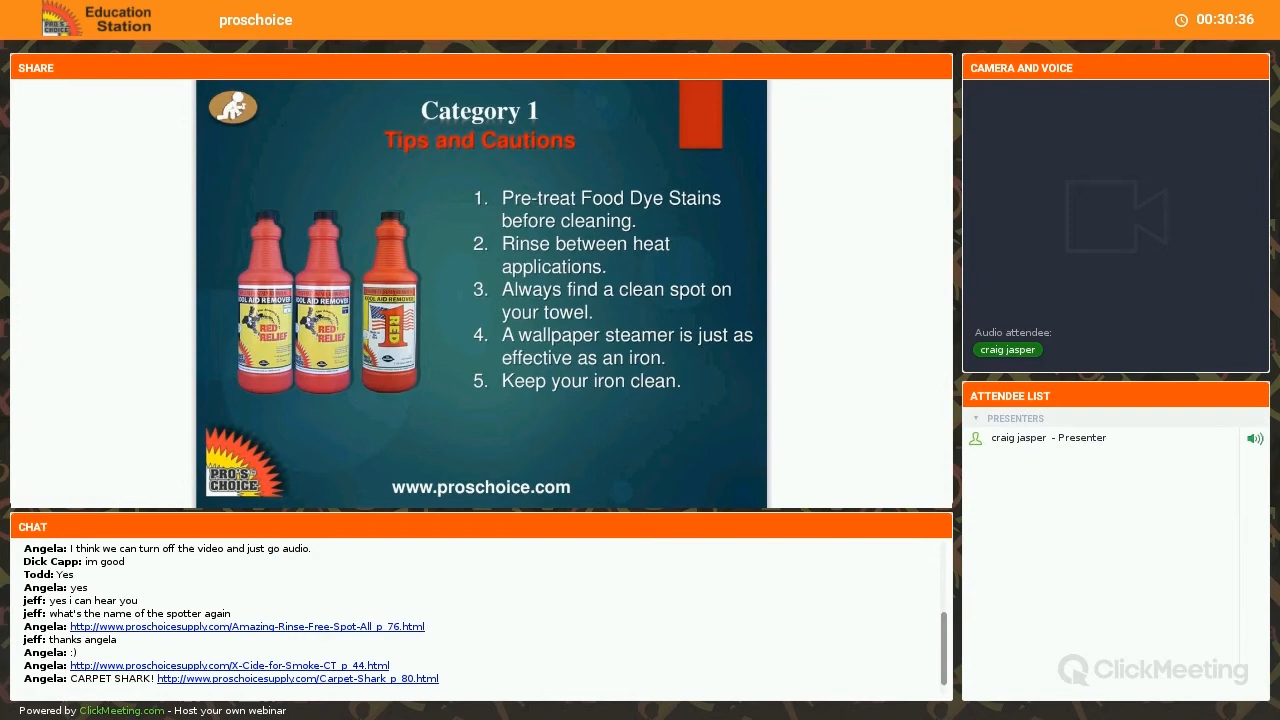 PRO'S CHOICE
Education
Station
proschoice
00:30:36
SHARE
Category 1
Tips and Cautions
1. Pre-treat Food Dye Stains
before cleaning.
2. Rinse between heat
applications.
3. Always find a clean spot on
your towel.
4. A wallpaper steamer is just as
effective as an iron.
5. Keep your iron clean.
OOL AID REMOVER
RED
RELIEF
OOL AID REMOVER
RED
RELIEF
OOL AID REMOVER
1
RED
PRO'S
CHOICE
www.proschoice.com
CAMERA AND VOICE
Audio attendee:
craig jasper
ATTENDEE LIST
PRESENTERS
craig jasper - Presenter
CHAT
Angela: I think we can turn off the video and just go audio.
Dick Capp: im good
Todd: Yes
Angela: yes
jeff: yes i can hear you
jeff: what's the name of the spotter again
Angela: http://www.proschoicesupply.com/Amazing-Rinse-Free-Spot-All_p_76.html
jeff: thanks angela
Angela: :)
Angela: http://www.proschoicesupply.com/X-Cide-for-Smoke-CT_p_44.html
Angela: CARPET SHARK! http://www.proschoicesupply.com/Carpet-Shark_p_80.html
ClickMeeting
Powered by ClickMeeting.com - Host your own webinar